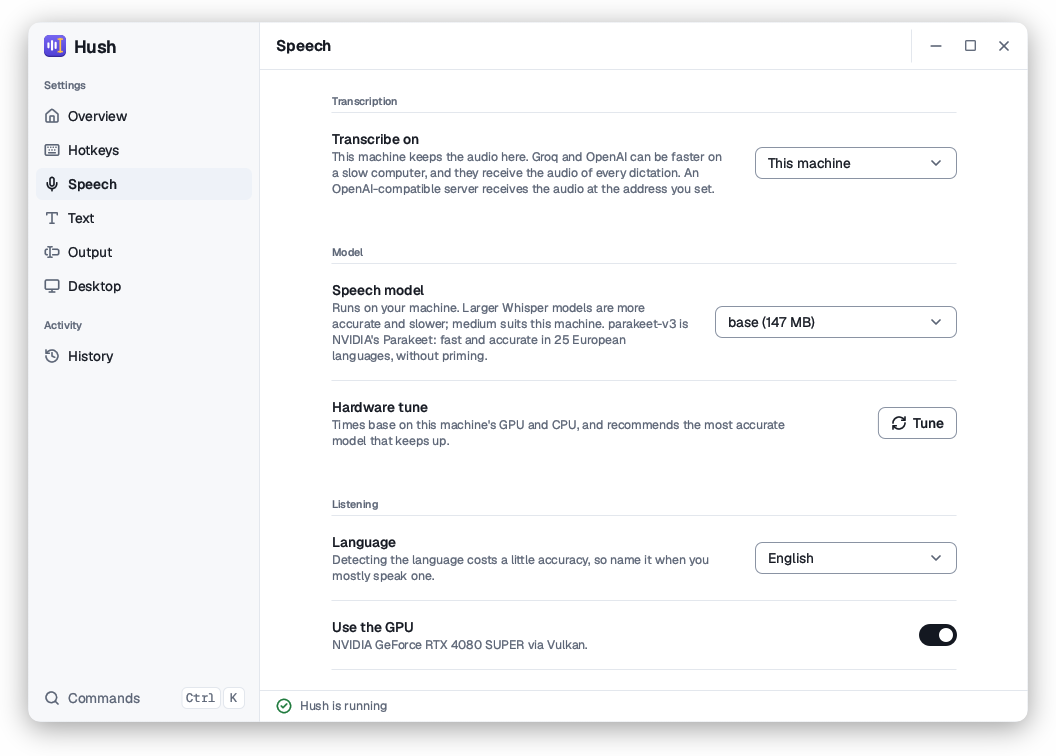 Hush
Speech
Settings
Overview
Hotkeys
Speech
Text
Output
Desktop
Activity
History
Commands
Ctrl K
Transcription
Transcribe on
This machine keeps the audio here. Groq and OpenAI can be faster on
a slow computer, and they receive the audio of every dictation. An
OpenAI-compatible server receives the audio at the address you set.
This machine
Model
Speech model
Runs on your machine. Larger Whisper models are more
accurate and slower; medium suits this machine. parakeet-v3 is
NVIDIA's Parakeet: fast and accurate in 25 European
languages, without priming.
base (147 MB)
Hardware tune
Times base on this machine's GPU and CPU, and recommends the most accurate
model that keeps up.
Tune
Listening
Language
Detecting the language costs a little accuracy, so name it when you
mostly speak one.
English
Use the GPU
NVIDIA GeForce RTX 4080 SUPER via Vulkan.
Hush is running